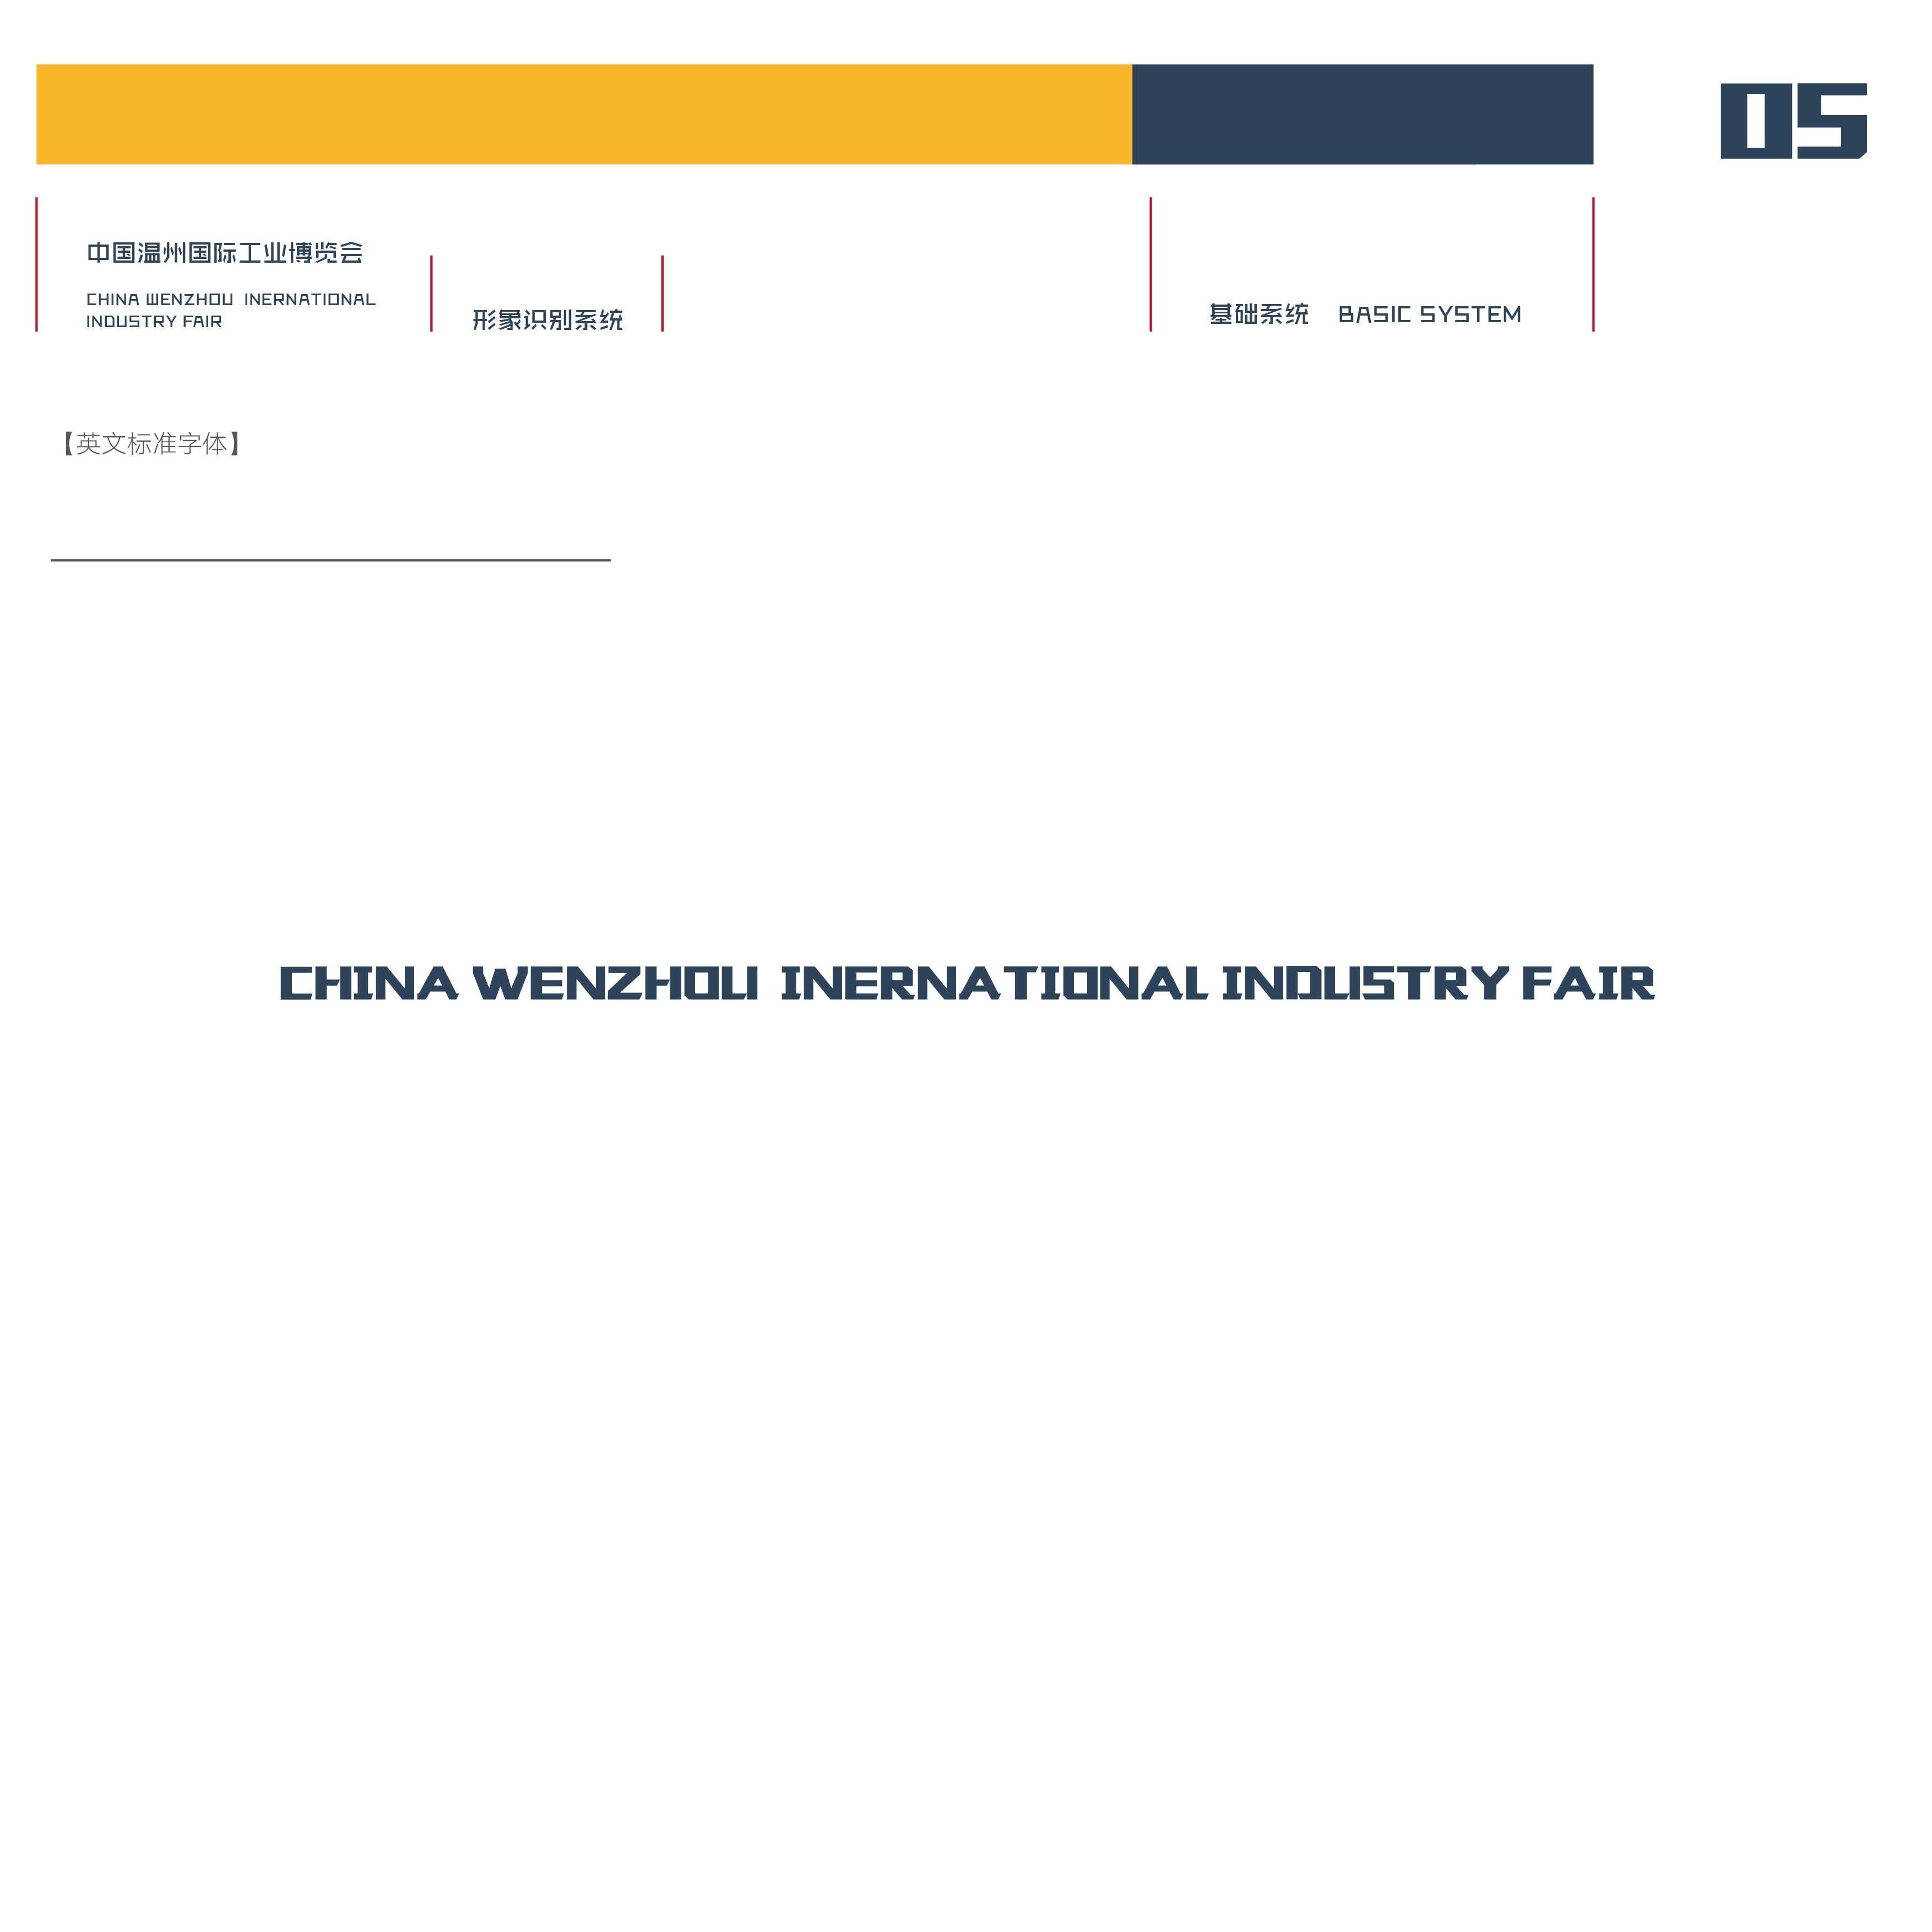 05
中国温州国际工业博览会
CHINA WENZHOU INERNATIONAL
INDUSTRY FAIR
形象识别系统
基础系统 BASIC SYSTEM
【英文标准字体】
CHINA WENZHOU INERNATIONAL INDUSTRY FAIR